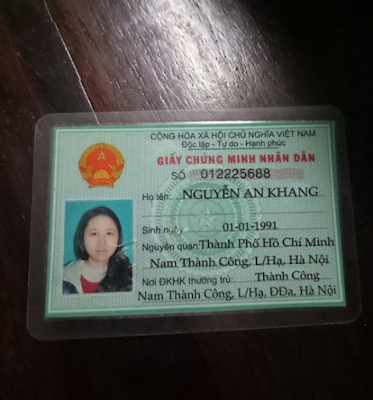 CỘNG HÒA XÃ HỘI CHỦ NGHĨA VIỆT NAM
Độc lập - Tự do - Hạnh phúc
GIẤY CHỨNG MINH NHÂN DÂN
SỐ 012225688
Họ tên: NGUYỄN AN KHANG
Sinh ngày 01-01-1991
Nguyên quán: Thành Phố Hồ Chí Minh
Nam Thành Công, L/Hạ, Hà Nội
Nơi ĐKHK thường trú: Thành Công
Nam Thành Công, L/Hạ, ĐĐa, Hà Nội